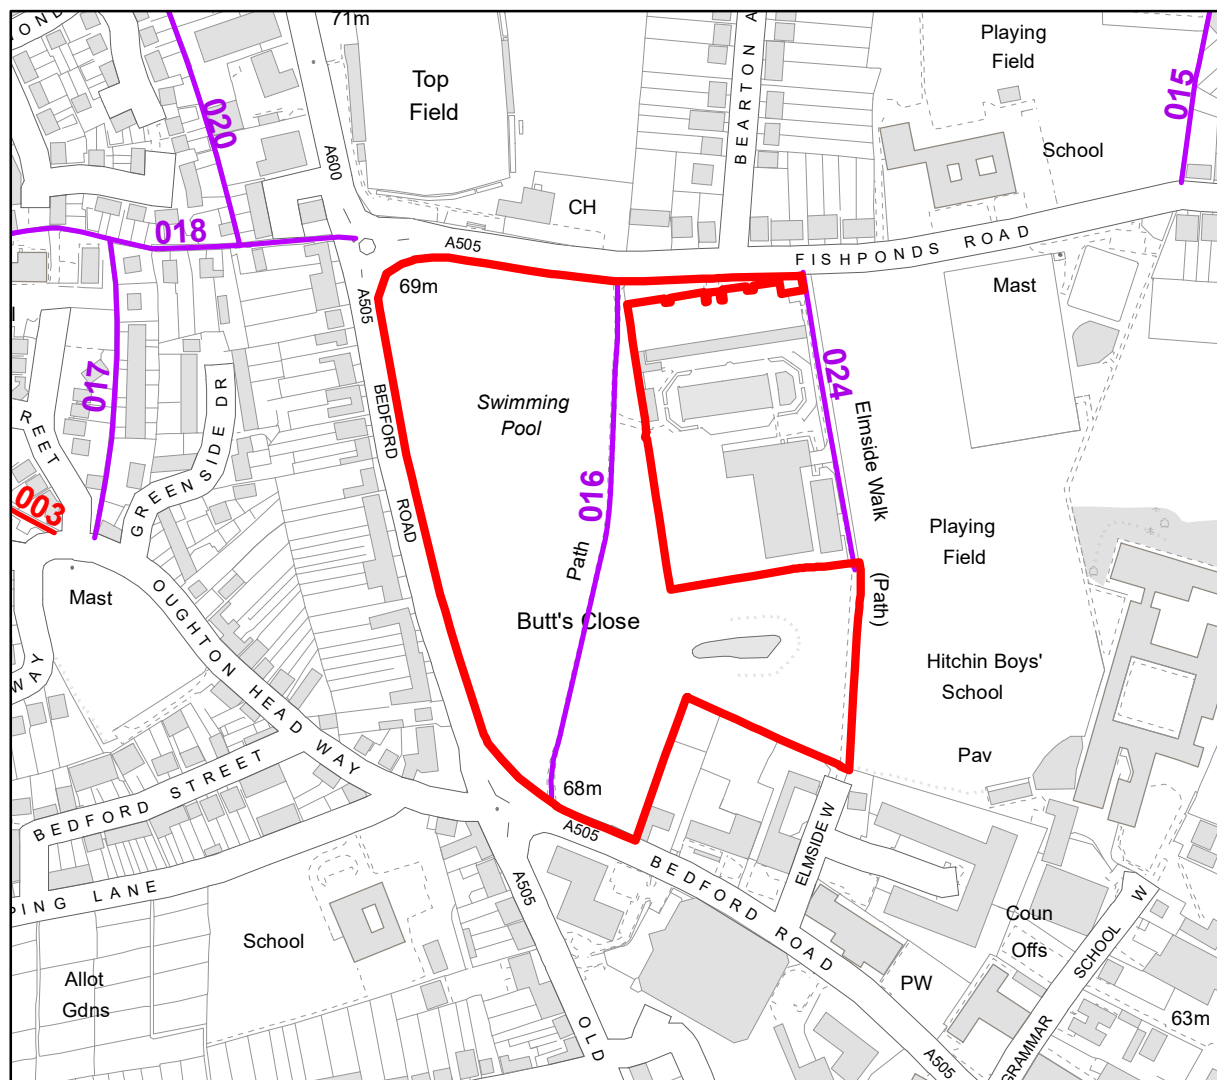 OND
71m
Top
Field
BEARTON A
Playing
Field
015
020
A600
School
CH
018
A505
FISHPONDS ROAD
69m
A505
Mast
017
024
BEDFORD
ROAD
Swimming
Pool
Elmside Walk
(Path)
REET
GREENSIDE DR
016
Path
003
Playing
Field
Mast
OUGHTON HEAD WAY
Butt's Close
WAY
Hitchin Boys'
School
Pav
BEDFORD STREET
68m
A505
ELMSIDE W
BEDFORD ROAD
PING LANE
A505
School
Coun
Offs
SCHOOL W
GRAMMAR
Allot
Gdns
PW
OLD
63m
A505